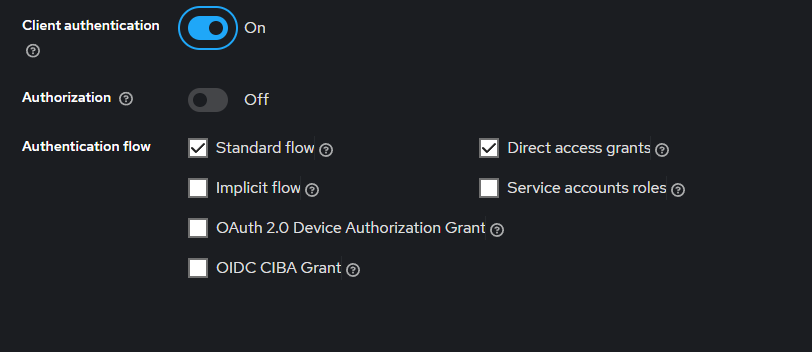 Client authentication
On
Authorization
Off
Authentication flow
Standard flow
Direct access grants
Implicit flow
Service accounts roles
OAuth 2.0 Device Authorization Grant
OIDC CIBA Grant